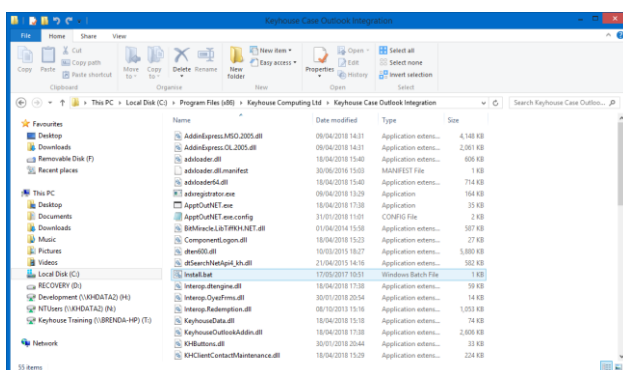 Keyhouse Case Outlook Integration
File Home Share View
Copy Paste Cut Copy path Paste shortcut
Move to Copy to Delete Rename New folder
New item Easy access
Properties Open Edit History
Select all Select none Invert selection
Clipboard Organise New Open Select
This PC Local Disk (C:) Program Files (x86) Keyhouse Computing Ltd Keyhouse Case Outlook Integration
Search Keyhouse Case Outloo...
Favourites
Desktop
Downloads
Removable Disk (F)
Recent places
This PC
Desktop
Documents
Downloads
Music
Pictures
Videos
Local Disk (C:)
RECOVERY (D:)
Development (\\KHDATA2) (H:)
NTUsers (\\KHDATA2) (N:)
Keyhouse Training (\\BRENDA-HP) (T:)
Network
Name Date modified Type Size
AddinExpress.MSO.2005.dll 09/04/2018 14:31 Application extens... 4,148 KB
AddinExpress.OL.2005.dll 09/04/2018 14:31 Application extens... 2,061 KB
adxloader.dll 18/04/2018 15:40 Application extens... 606 KB
adxloader.dll.manifest 30/06/2016 15:03 MANIFEST File 1 KB
adxloader64.dll 18/04/2018 15:40 Application extens... 714 KB
adxregistrator.exe 09/04/2018 13:29 Application 164 KB
ApptOutNET.exe 18/04/2018 17:38 Application 35 KB
ApptOutNET.exe.config 31/01/2018 11:01 CONFIG File 2 KB
BitMiracle.LibTiffKH.NET.dll 01/04/2014 15:58 Application extens... 587 KB
ComponentLogon.dll 18/04/2018 15:23 Application extens... 27 KB
dten600.dll 10/03/2015 18:27 Application extens... 5,880 KB
dtSearchNetApi4_kh.dll 21/04/2015 14:16 Application extens... 582 KB
Install.bat 17/05/2017 10:51 Windows Batch File 1 KB
Interop.dtengine.dll 18/04/2018 17:38 Application extens... 59 KB
Interop.OyezFrms.dll 30/01/2018 20:54 Application extens... 14 KB
Interop.Redemption.dll 08/10/2013 15:16 Application extens... 1,053 KB
KeyhouseData.dll 18/04/2018 15:18 Application extens... 74 KB
KeyhouseOutlookAddin.dll 18/04/2018 17:38 Application extens... 2,806 KB
KHButtons.dll 30/01/2018 20:44 Application extens... 33 KB
KHClientContactMaintenance.dll 18/04/2018 15:29 Application extens... 224 KB
55 items